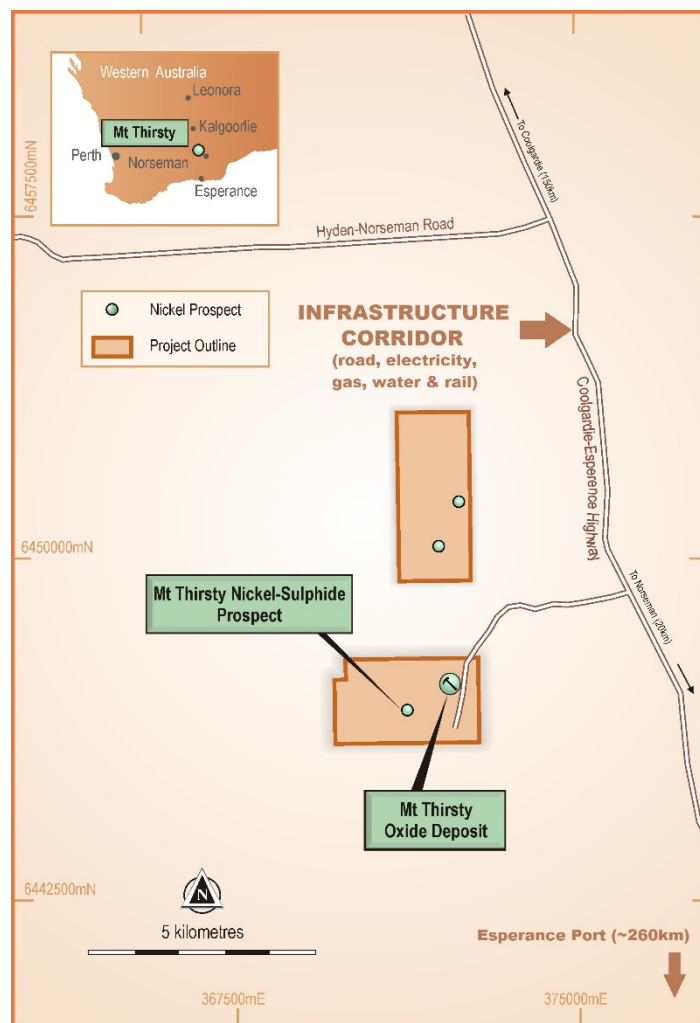 Western Australia
Leonora
Kalgoorlie
Mt Thirsty
Perth
Norseman
Esperance
6457500mN
To Coolgardie (150km)
Hyden-Norseman Road
Nickel Prospect
Project Outline
INFRASTRUCTURE
CORRIDOR
(road, electricity,
gas, water & rail)
Coolgardie-Esperence Highway
6450000mN
To Norseman (20km)
Mt Thirsty Nickel-Sulphide
Prospect
Mt Thirsty
Oxide Deposit
6442500mN
N
5 kilometres
Esperance Port (~260km)
367500mE
375000mE